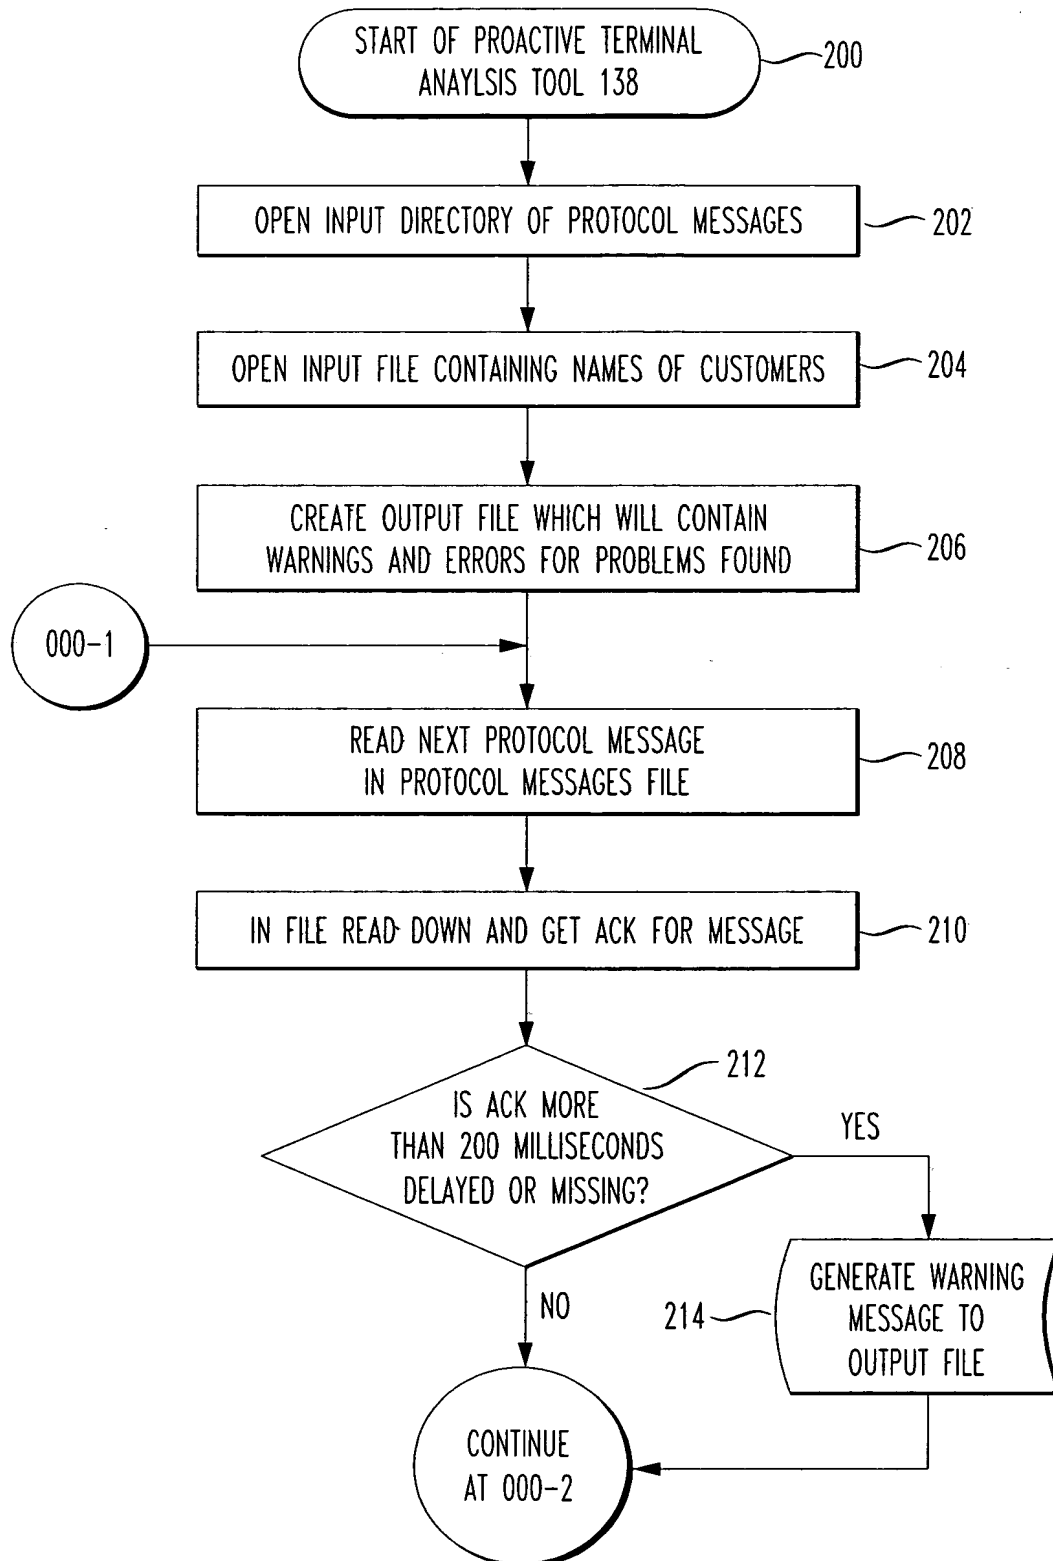 START OF PROACTIVE TERMINAL
ANAYLSIS TOOL 138
200
OPEN INPUT DIRECTORY OF PROTOCOL MESSAGES
202
OPEN INPUT FILE CONTAINING NAMES OF CUSTOMERS
204
CREATE OUTPUT FILE WHICH WILL CONTAIN
WARNINGS AND ERRORS FOR PROBLEMS FOUND
206
000-1
READ NEXT PROTOCOL MESSAGE
IN PROTOCOL MESSAGES FILE
208
IN FILE READ DOWN AND GET ACK FOR MESSAGE
210
212
IS ACK MORE
THAN 200 MILLISECONDS
DELAYED OR MISSING?
YES
NO
GENERATE WARNING
MESSAGE TO
OUTPUT FILE
214
CONTINUE
AT 000-2